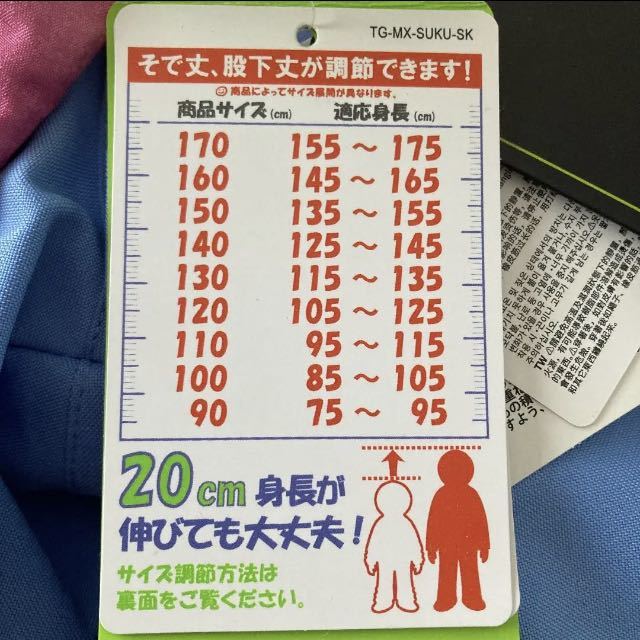 TG-MX-SUKU-SK
そで丈、股下丈が調節できます!
商品によってサイズ展開が異なります。
商品サイズ(cm) 適応身長(cm)
170 155 ～ 175
160 145 ～ 165
150 135 ～ 155
140 125 ～ 145
130 115 ～ 135
120 105 ～ 125
110 95 ～ 115
100 85 ～ 105
90 75 ～ 95
20cm 身長が
伸びても大丈夫!
サイズ調節方法は
裏面をご覧ください。
TW